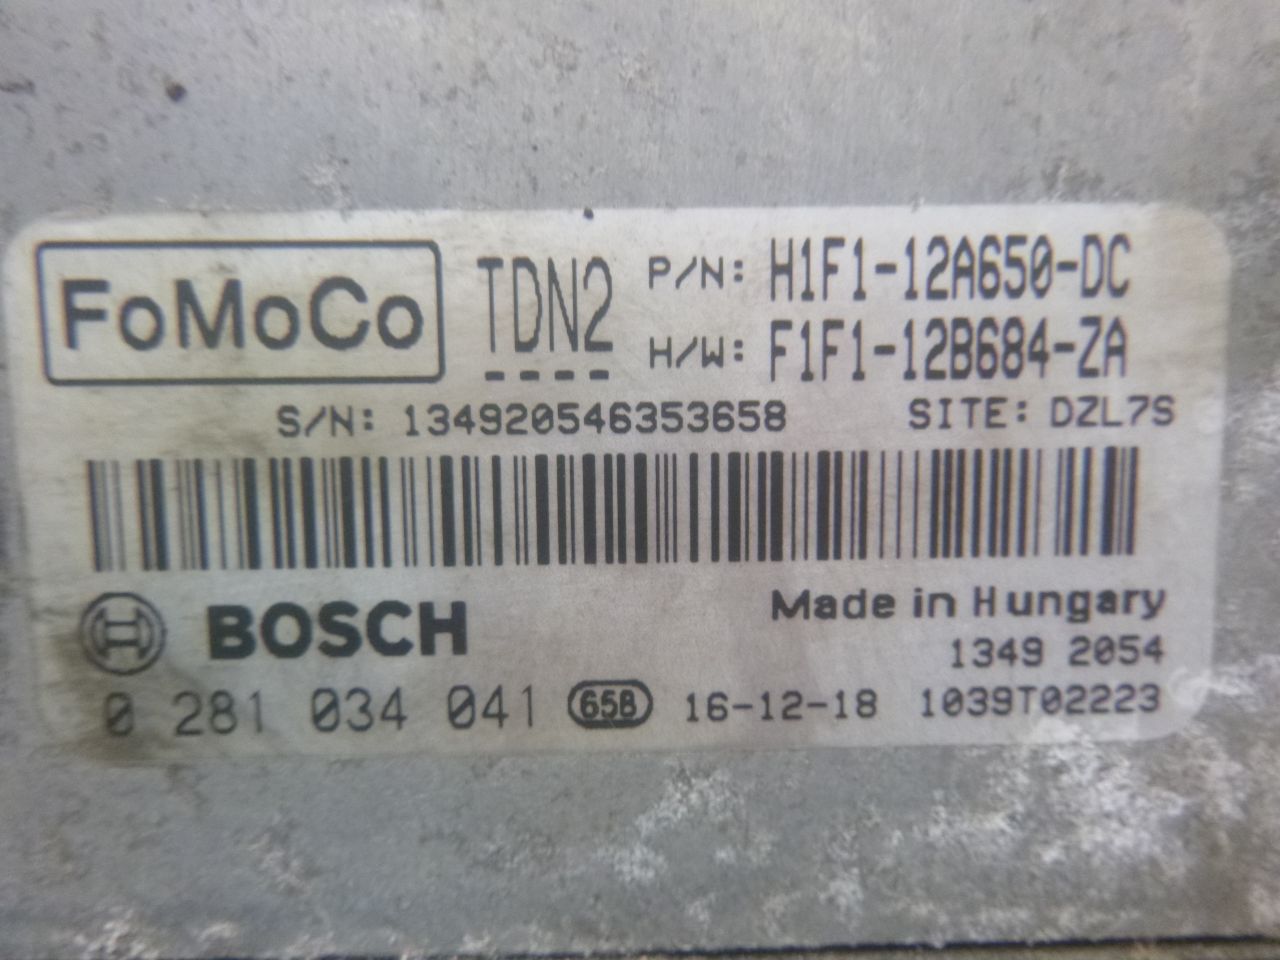 FoMoCo TDN2 P/N: H1F1-12A650-DC
H/W: F1F1-12B684-ZA
S/N: 134920546353658 SITE: DZL7S
BOSCH Made in Hungary
1349 2054
0 281 034 041 65B 16-12-18 1039T02223